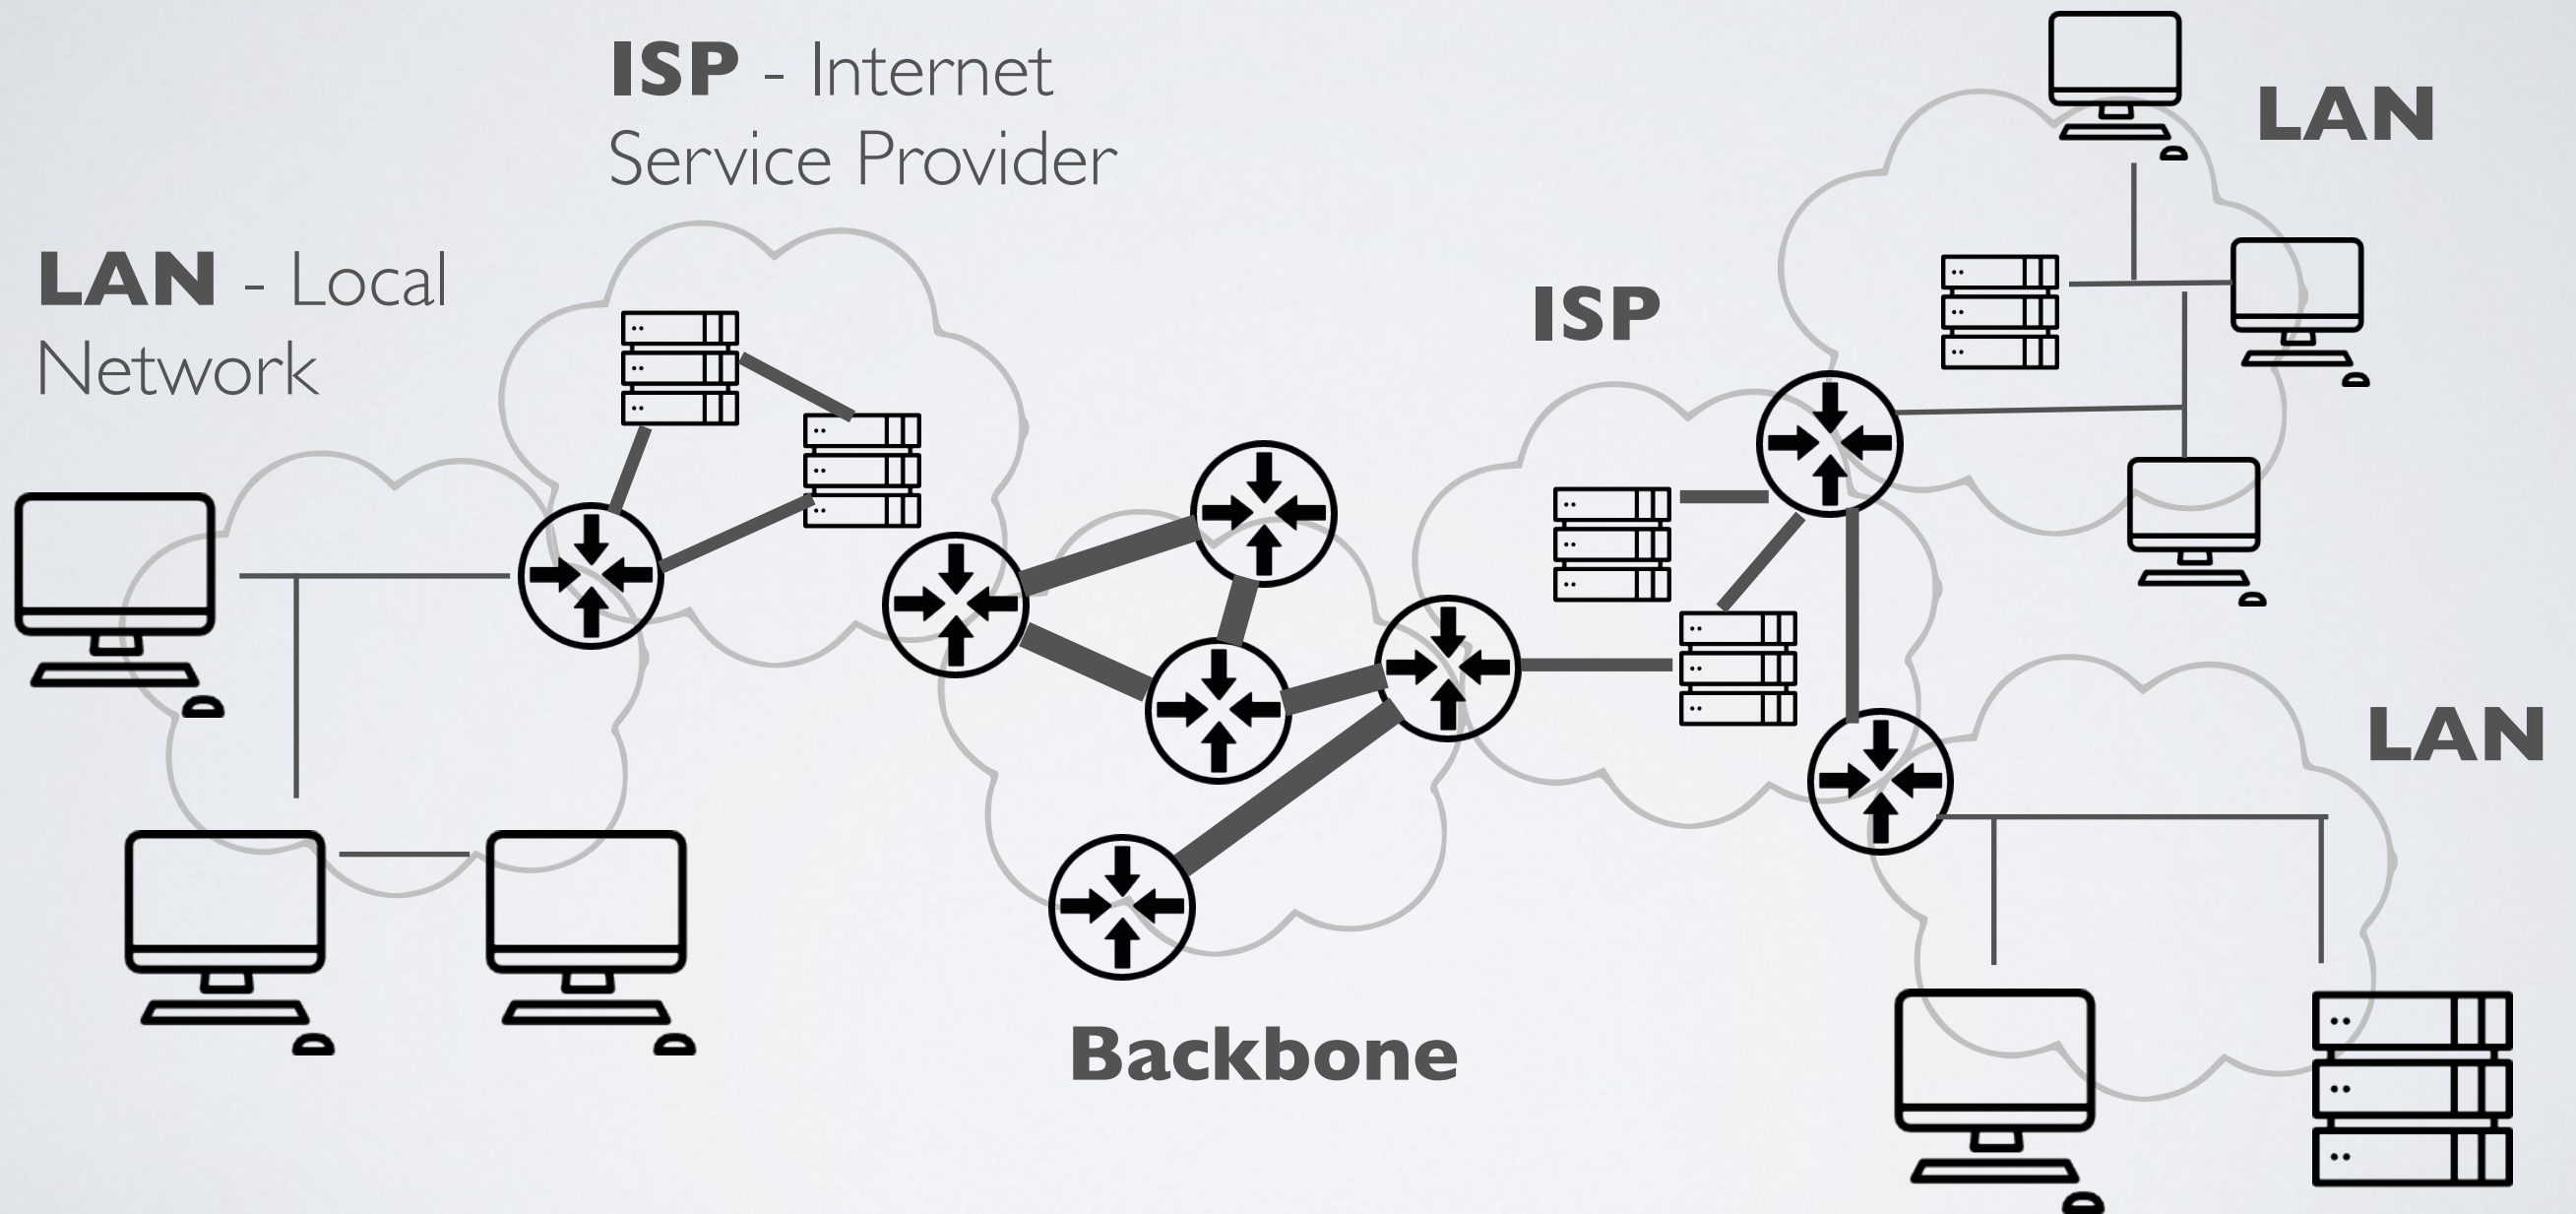 ISP - Internet
Service Provider
LAN
LAN - Local
Network
ISP
LAN
Backbone